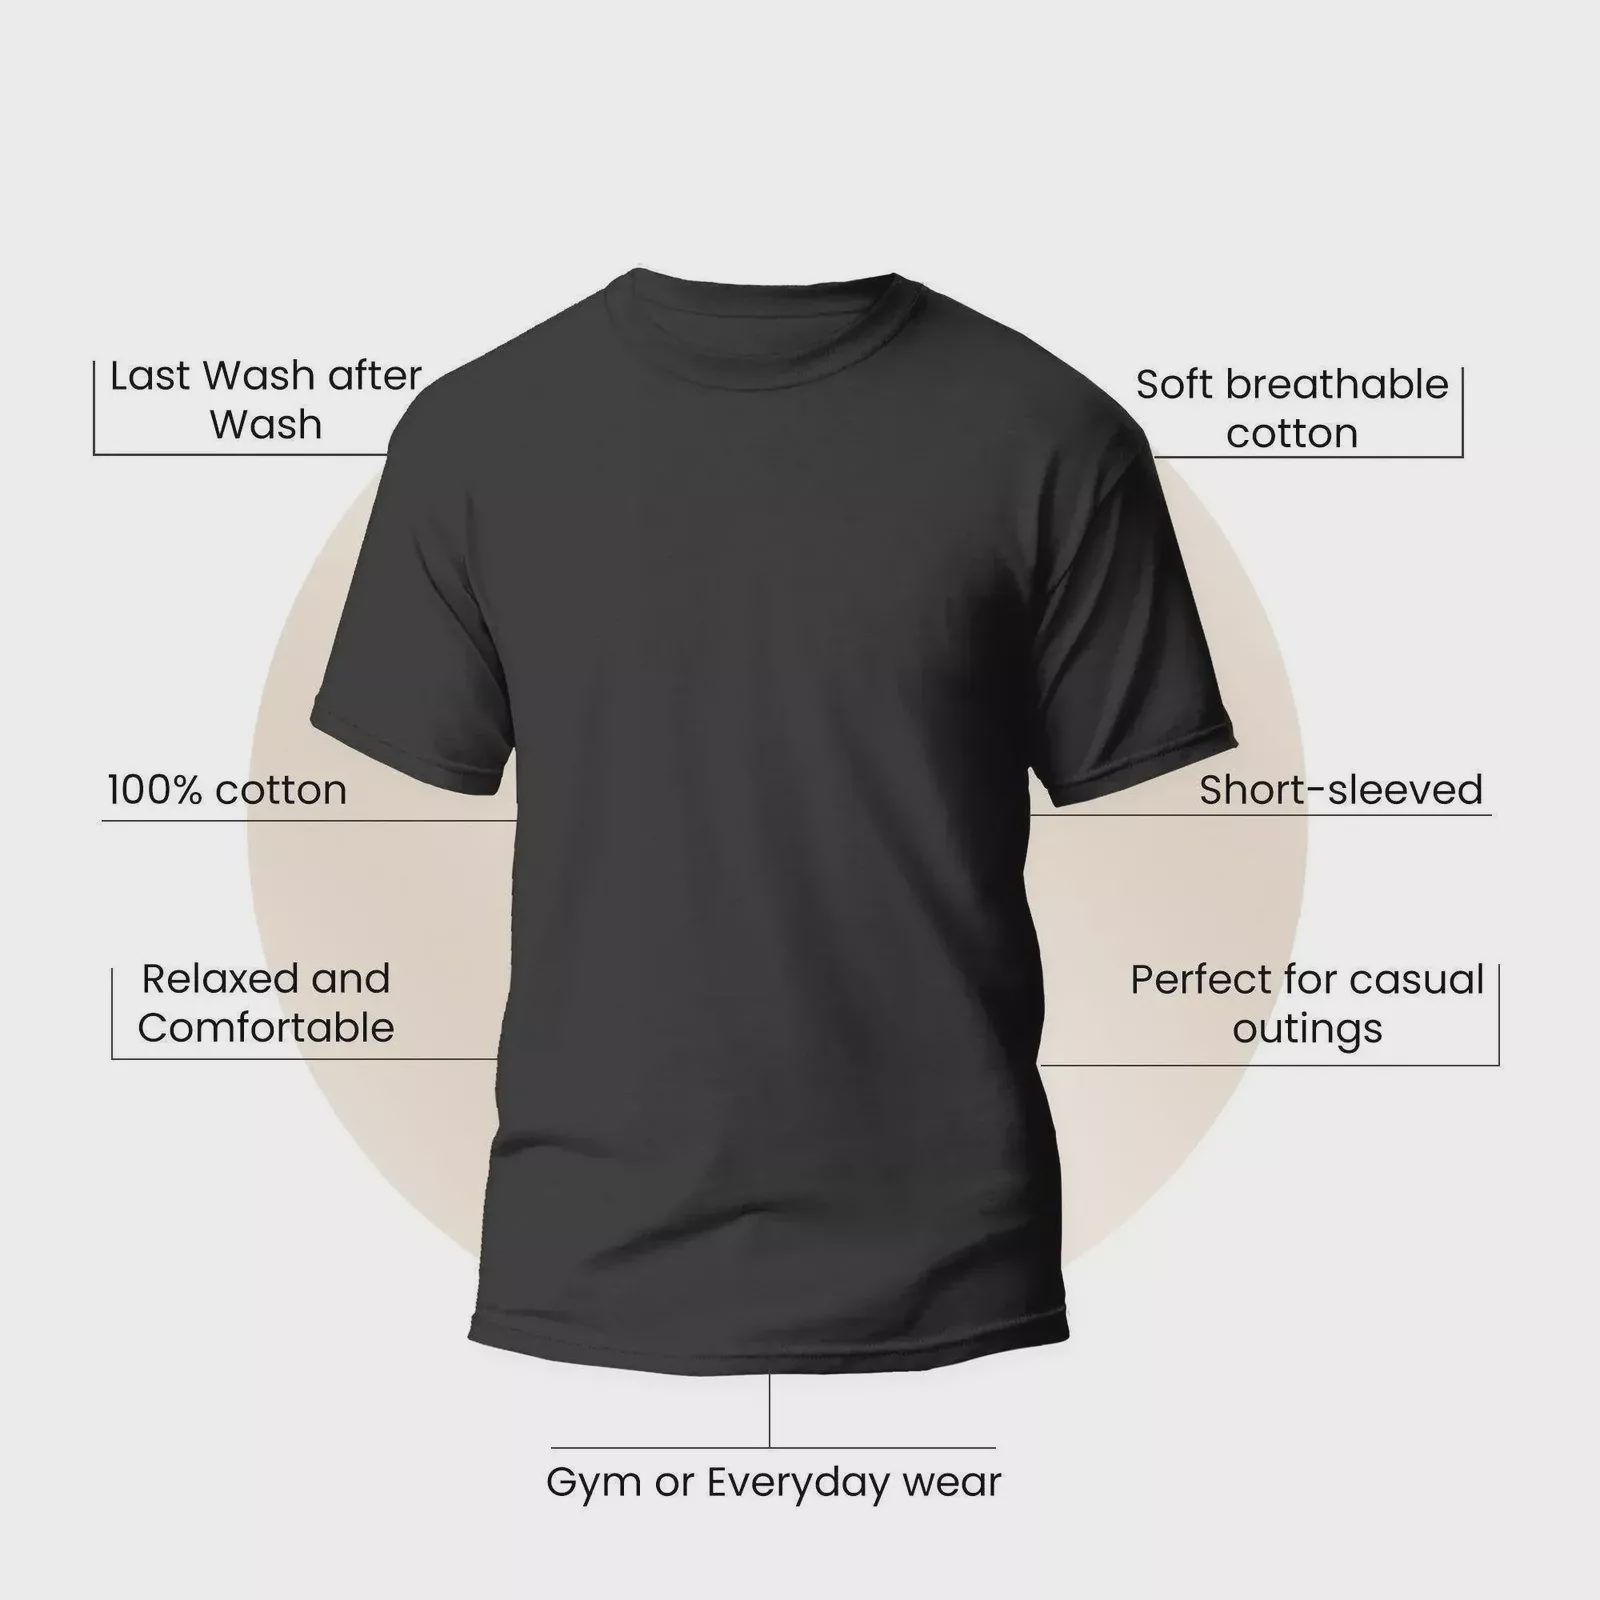 Last Wash after
Wash
Soft breathable
cotton
100% cotton
Short-sleeved
Relaxed and
Comfortable
Perfect for casual
outings
Gym or Everyday wear